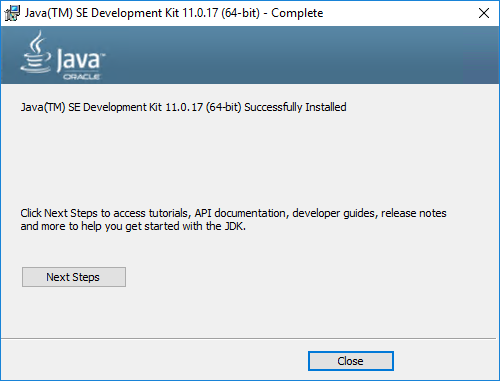 Java(TM) SE Development Kit 11.0.17 (64-bit) - Complete
Java™
ORACLE
Java(TM) SE Development Kit 11.0.17 (64-bit) Successfully Installed
Click Next Steps to access tutorials, API documentation, developer guides, release notes
and more to help you get started with the JDK.
Next Steps
Close